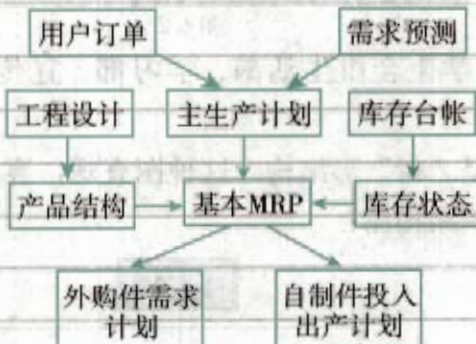 用户订单
需求预测
工程设计
主生产计划
库存台帐
产品结构
基本MRP
库存状态
外购件需求
计划
自制件投入
出产计划